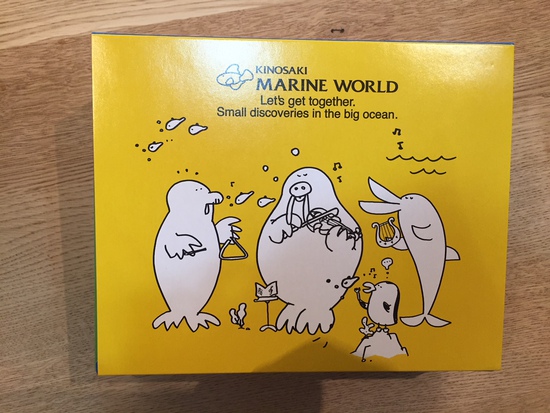 KINOSAKI
MARINE WORLD
Let's get together.
Small discoveries in the big ocean.